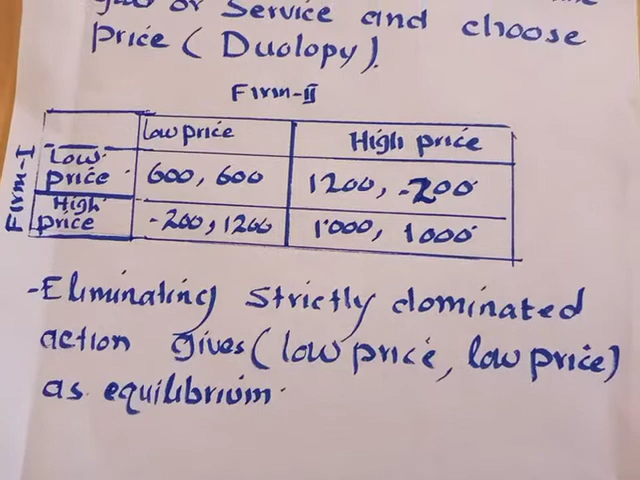 or Service and choose
Price ( Duolopy).
Firm-II
Firm-I
low price
High price
Low price
600, 600
1200, -200
High price
-200, 1200
1000, 1000
-Eliminating Strictly dominated
action gives (low price, low price)
as equilibrium.